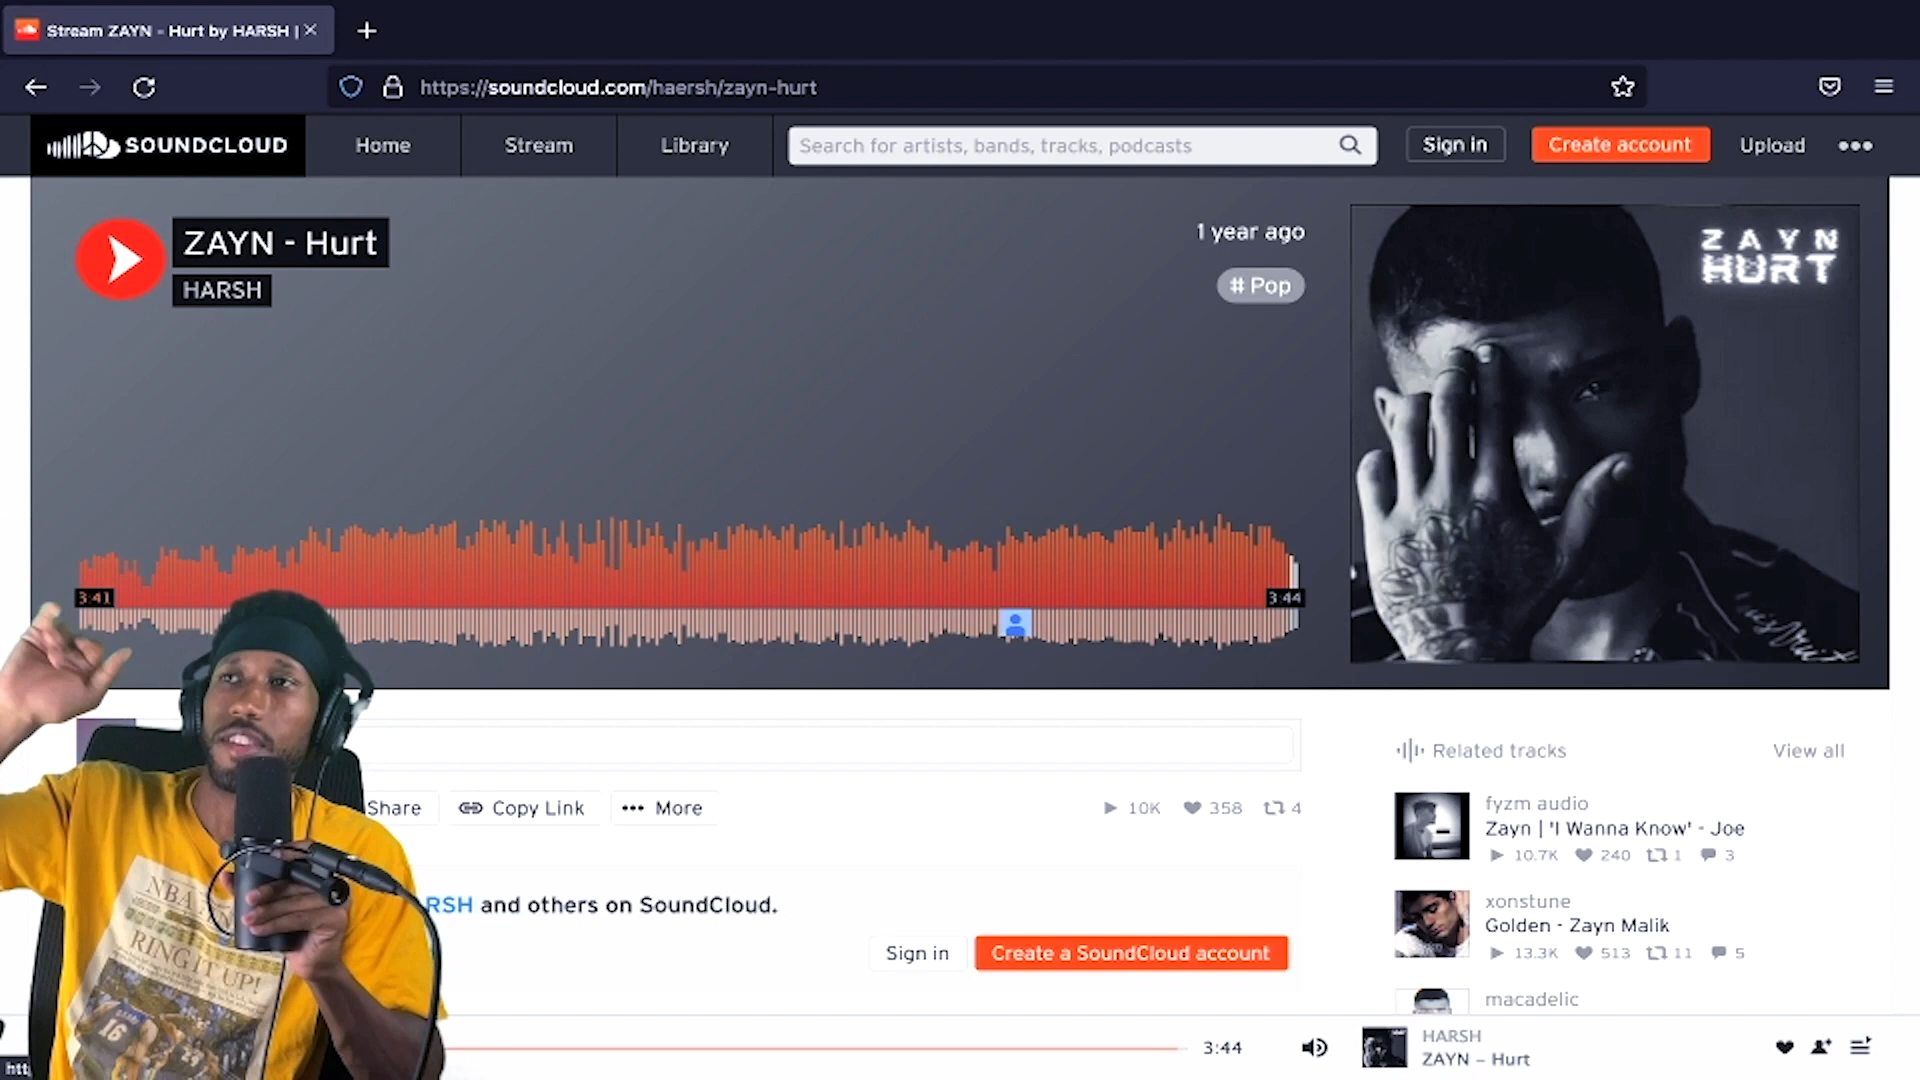 Stream ZAYN - Hurt by HARSH |
https://soundcloud.com/haersh/zayn-hurt
SOUNDCLOUD
Home
Stream
Library
Search for artists, bands, tracks, podcasts
Sign in
Create account
Upload
ZAYN - Hurt
HARSH
1 year ago
# Pop
ZAYN
HURT
3:41
3:44
Share
Copy Link
More
10K
358
4
RSH and others on SoundCloud.
Sign in
Create a SoundCloud account
Related tracks
View all
fyzm audio
Zayn | 'I Wanna Know' - Joe
10.7K
240
1
3
xonstune
Golden - Zayn Malik
13.3K
513
11
5
macadelic
NBA
RING IT UP!
16
htt
3:44
HARSH
ZAYN – Hurt